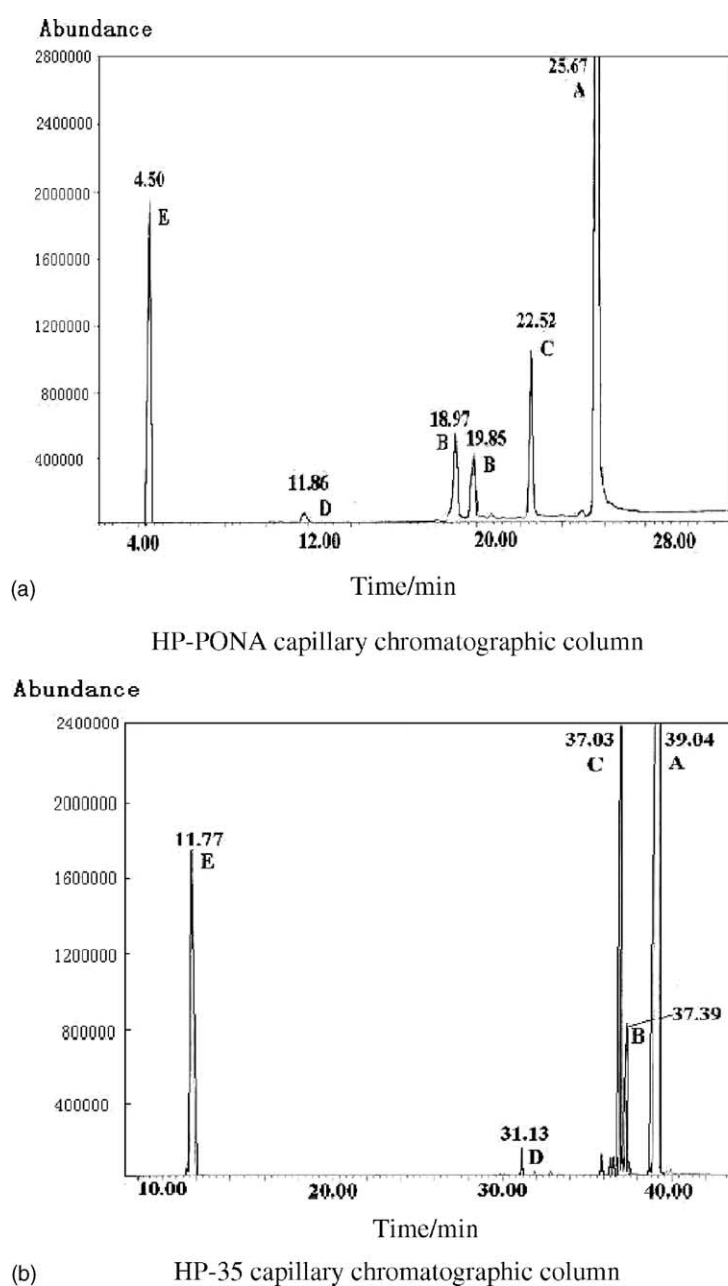 Abundance
2800000
2400000
2000000
1600000
1200000
800000
400000
4.50
E
11.86
D
18.97
B
19.85
B
22.52
C
25.67
A
4.00 12.00 20.00 28.00
(a) Time/min
HP-PONA capillary chromatographic column
Abundance
2400000
2000000
1600000
1200000
800000
400000
11.77
E
31.13
D
37.03
C
39.04
A
37.39
B
10.00 20.00 30.00 40.00
Time/min
(b) HP-35 capillary chromatographic column